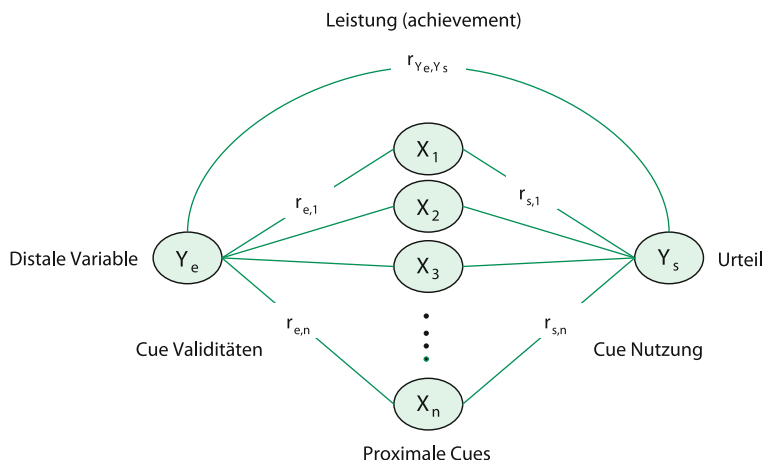 Leistung (achievement)
r Ye,Ys
X1
re,1
rs,1
X2
Distale Variable
Ye
X3
Ys
Urteil
re,n
rs,n
Cue Validitäten
Cue Nutzung
Xn
Proximale Cues